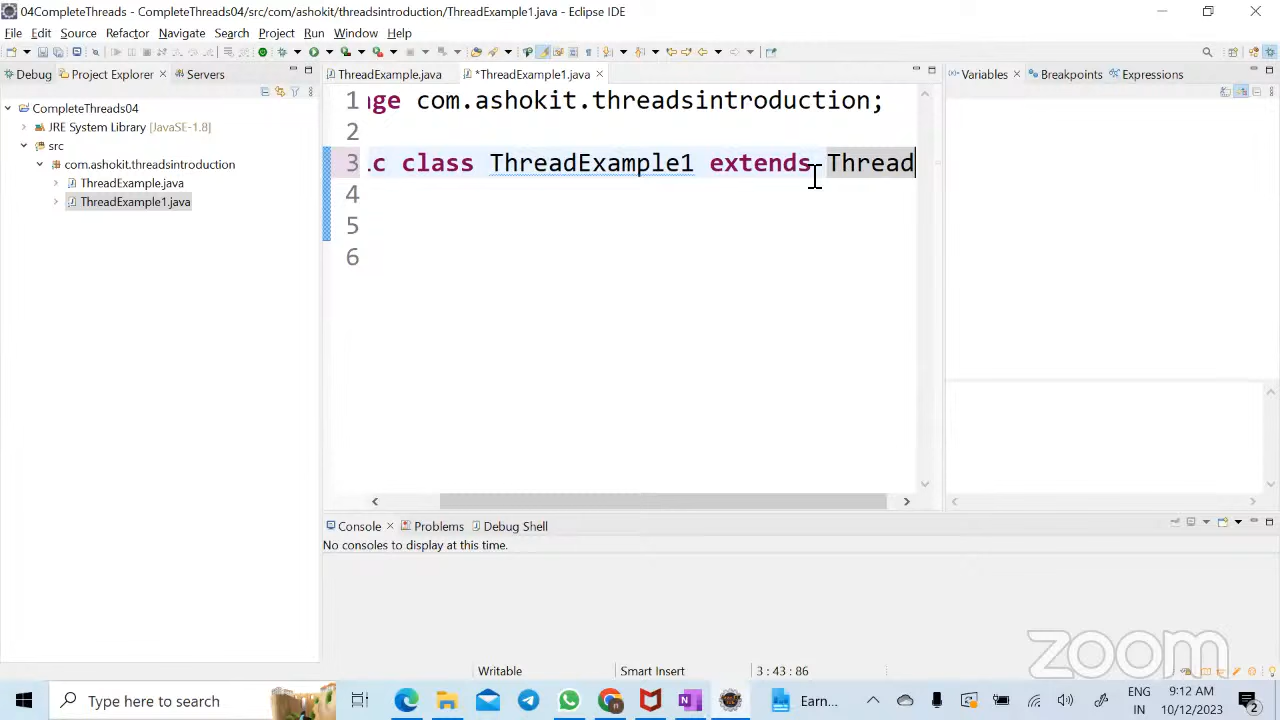 04CompleteThreads - CompleteThreads04/src/com/ashokit/threadsintroduction/ThreadExample1.java - Eclipse IDE
File Edit Source Refactor Navigate Search Project Run Window Help
Debug Project Explorer Servers
ThreadExample.java *ThreadExample1.java
Variables Breakpoints Expressions
CompleteThreads04
JRE System Library [JavaSE-1.8]
src
com.ashokit.threadsintroduction
ThreadExample.java
ThreadExample1.java
1 age com.ashokit.threadsintroduction;
2
3 ic class ThreadExample1 extends Thread
4
5
6
Console Problems Debug Shell
No consoles to display at this time.
zoom
Writable Smart Insert 3 : 43 : 86
Type here to search
Earn...
ENG
IN
9:12 AM
10/12/2023
2